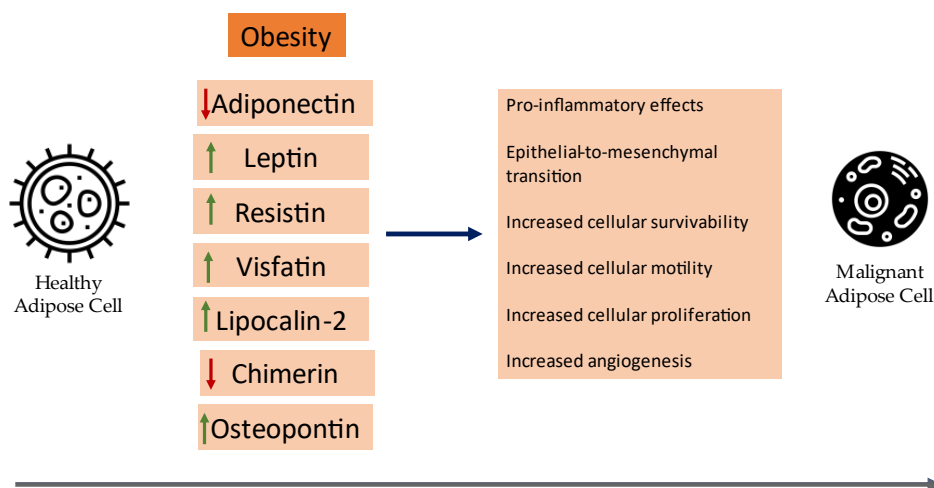 Obesity
Adiponectin
Leptin
Resistin
Visfatin
Lipocalin-2
Chimerin
Osteopontin
Healthy
Adipose Cell
Pro-inflammatory effects
Epithelial-to-mesenchymal
transition
Increased cellular survivability
Increased cellular motility
Increased cellular proliferation
Increased angiogenesis
Malignant
Adipose Cell